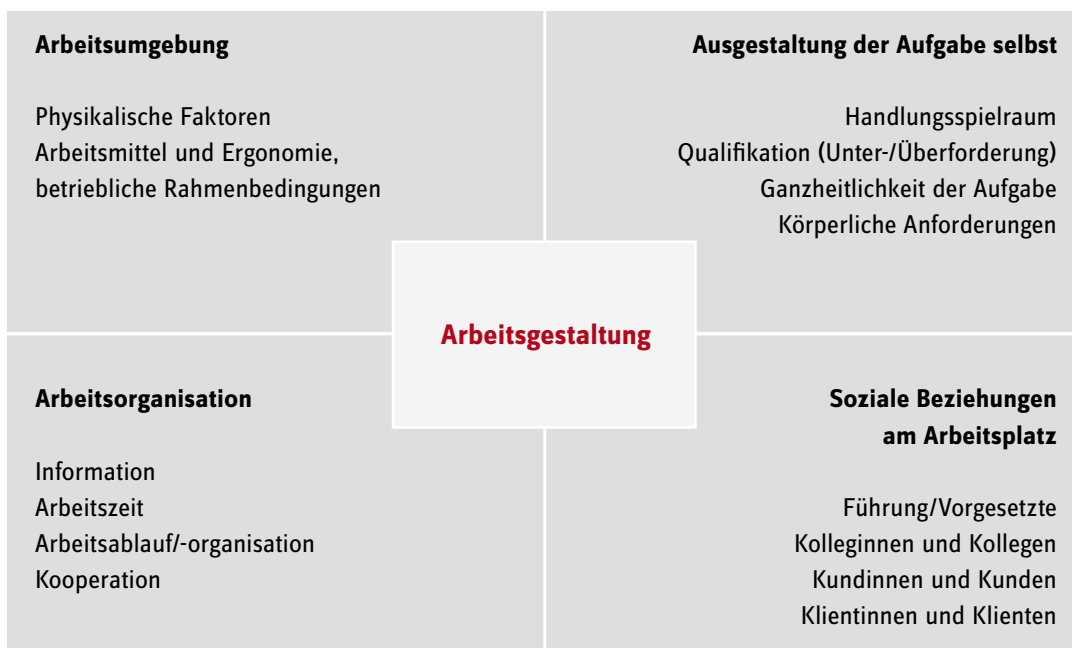 Arbeitsumgebung
Physikalische Faktoren
Arbeitsmittel und Ergonomie,
betriebliche Rahmenbedingungen
Ausgestaltung der Aufgabe selbst
Handlungsspielraum
Qualifikation (Unter-/Überforderung)
Ganzheitlichkeit der Aufgabe
Körperliche Anforderungen
Arbeitsgestaltung
Arbeitsorganisation
Information
Arbeitszeit
Arbeitsablauf/-organisation
Kooperation
Soziale Beziehungen
am Arbeitsplatz
Führung/Vorgesetzte
Kolleginnen und Kollegen
Kundinnen und Kunden
Klientinnen und Klienten